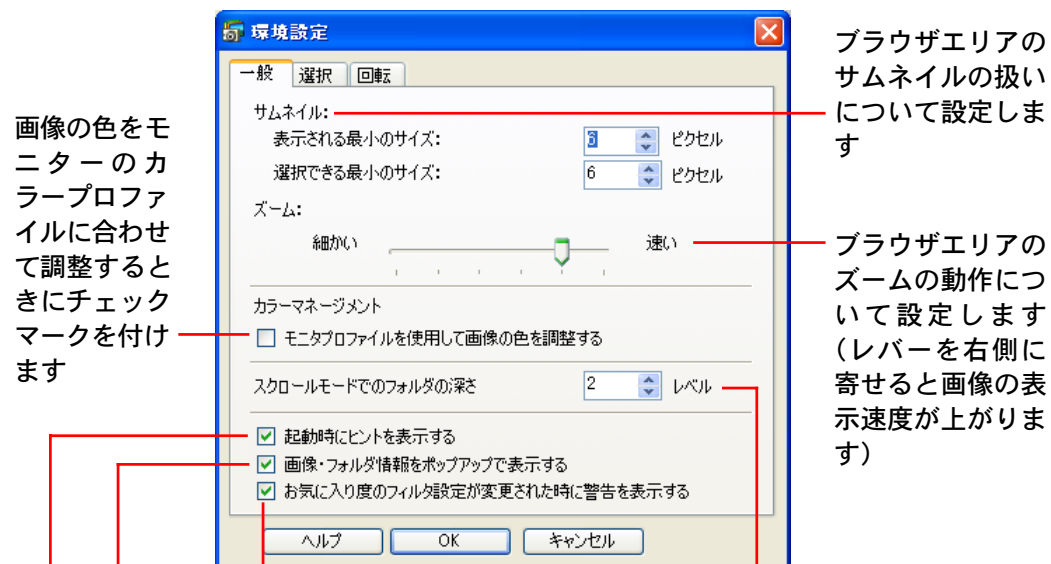 環境設定
一般 選択 回転
サムネイル:
表示される最小のサイズ: 6 ピクセル
選択できる最小のサイズ: 6 ピクセル
ズーム:
細かい 速い
カラーマネージメント
モニタプロファイルを使用して画像の色を調整する
スクロールモードでのフォルダの深さ 2 レベル
起動時にヒントを表示する
画像・フォルダ情報をポップアップで表示する
お気に入り度のフィルタ設定が変更された時に警告を表示する
ヘルプ OK キャンセル
画像の色をモ
ニターのカ
ラープロファ
イルに合わせ
て調整すると
きにチェック
マークを付け
ます
ブラウザエリアの
サムネイルの扱い
について設定しま
す
ブラウザエリアの
ズームの動作につ
いて設定します
(レバーを右側に
寄せると画像の表
示速度が上がりま
す)